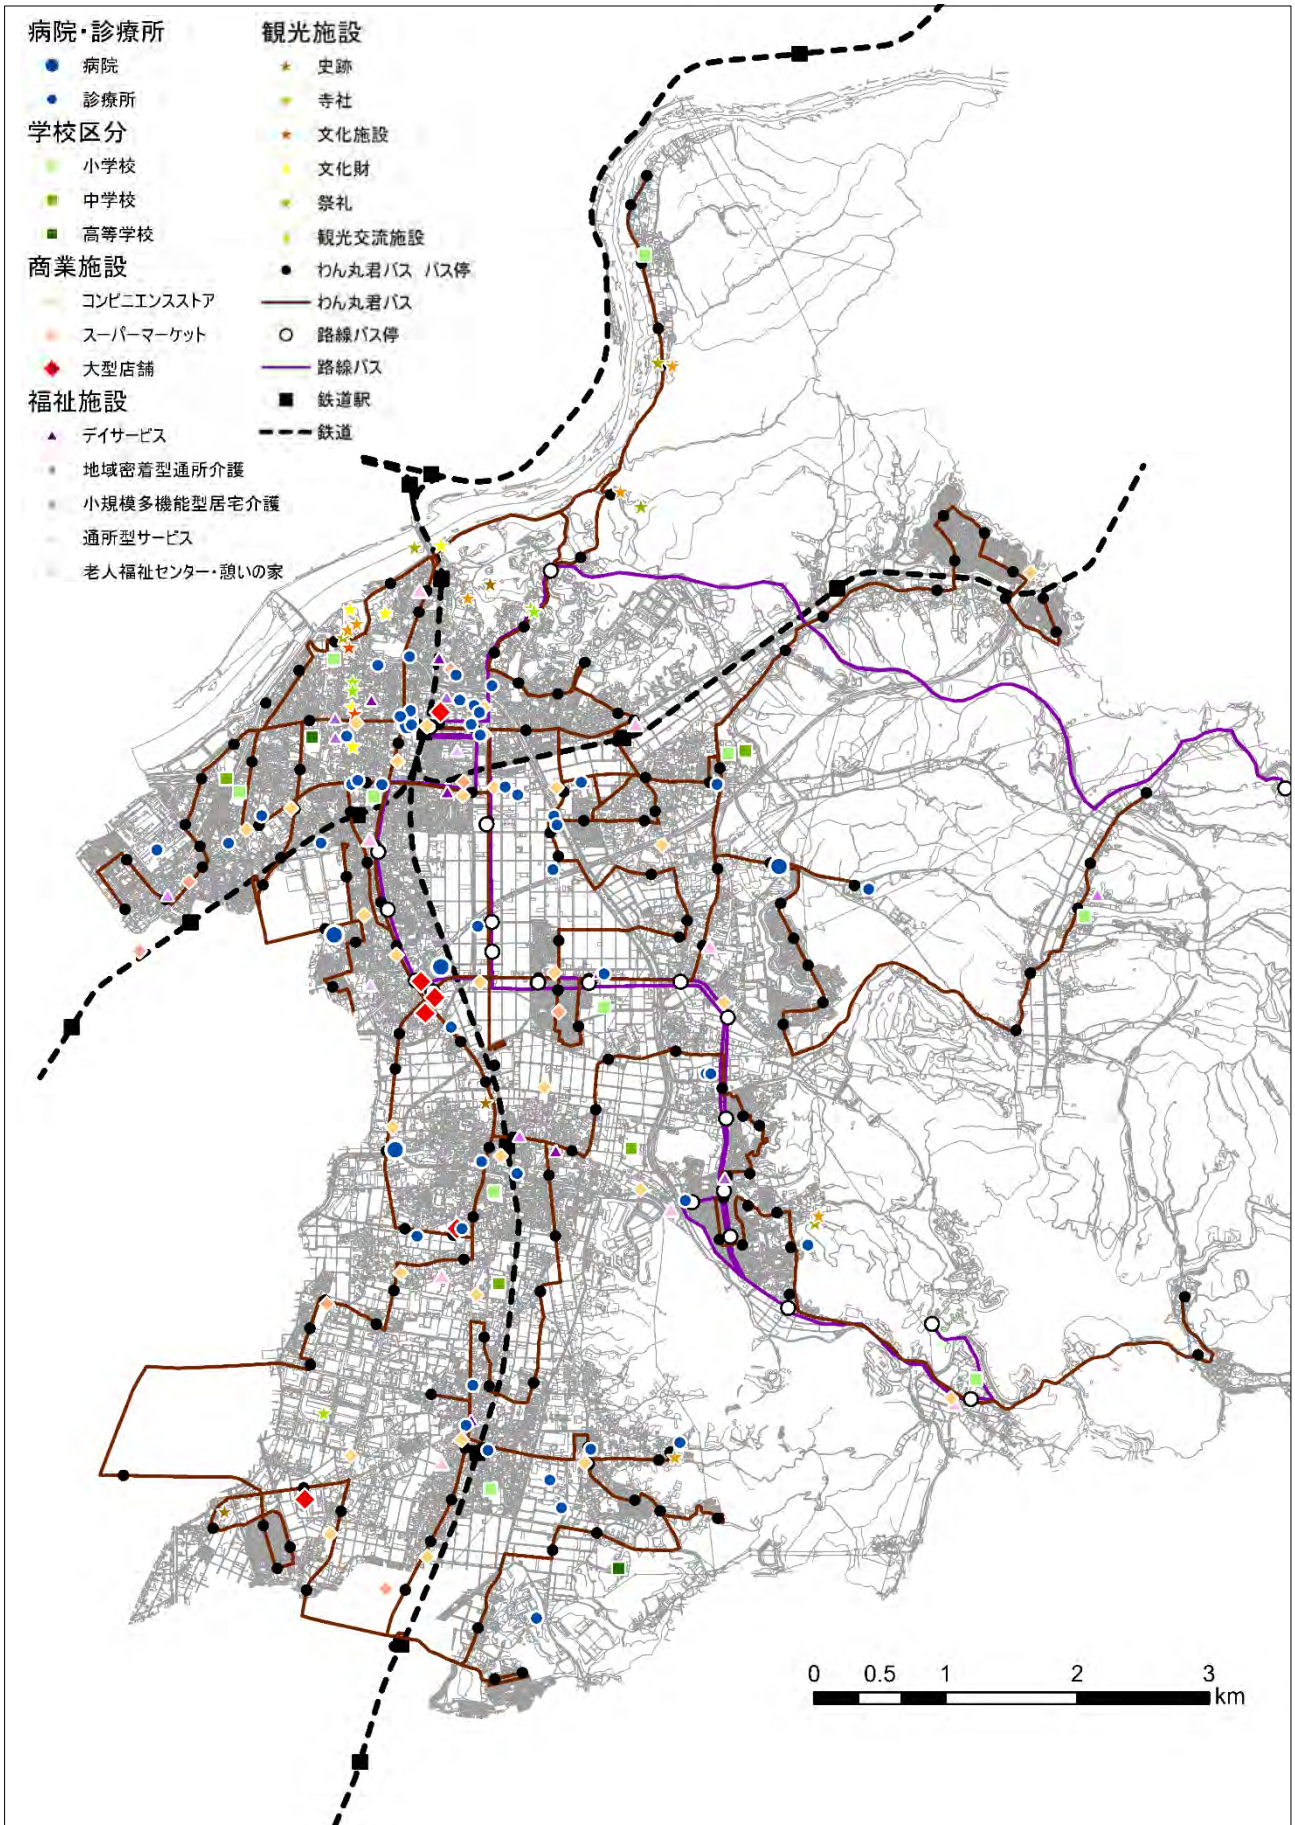 病院・診療所
病院
診療所
学校区分
小学校
中学校
高等学校
商業施設
コンビニエンスストア
スーパーマーケット
大型店舗
福祉施設
デイサービス
地域密着型通所介護
小規模多機能型居宅介護
通所型サービス
老人福祉センター・憩いの家
観光施設
史跡
寺社
文化施設
文化財
祭礼
観光交流施設
わん丸君バス バス停
わん丸君バス
路線バス停
路線バス
鉄道駅
鉄道
0 0.5 1 2 3
km